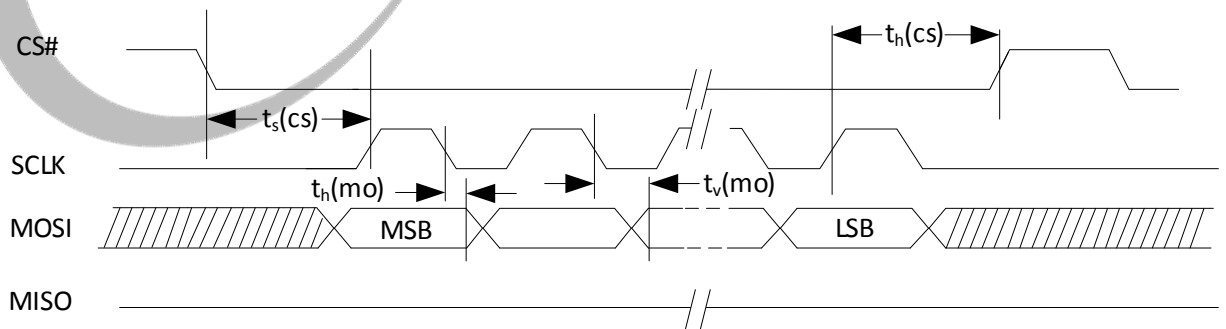 CS#
th(cs)
ts(cs)
SCLK
th(mo)
tv(mo)
MOSI
MSB
LSB
MISO